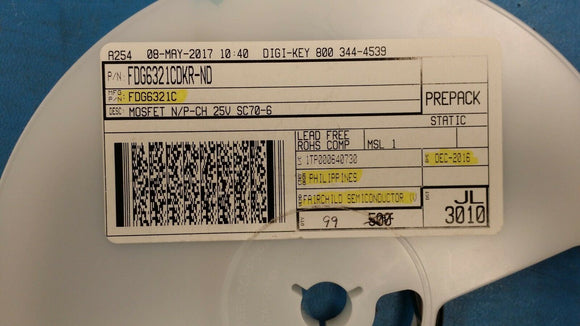 A254 08-MAY-2017 10:40 DIGI-KEY 800 344-4539
P/N: FDG6321CDKR-ND
MFG P/N: FDG6321C
DESC MOSFET N/P-CH 25V SC70-6
PREPACK
STATIC
LEAD FREE
ROHS COMP MSL 1
1TP000640730
DEC-2016
PHILIPPINES
FAIRCHILD SEMICONDUCTOR (V
JL
3010
QTY 99 500